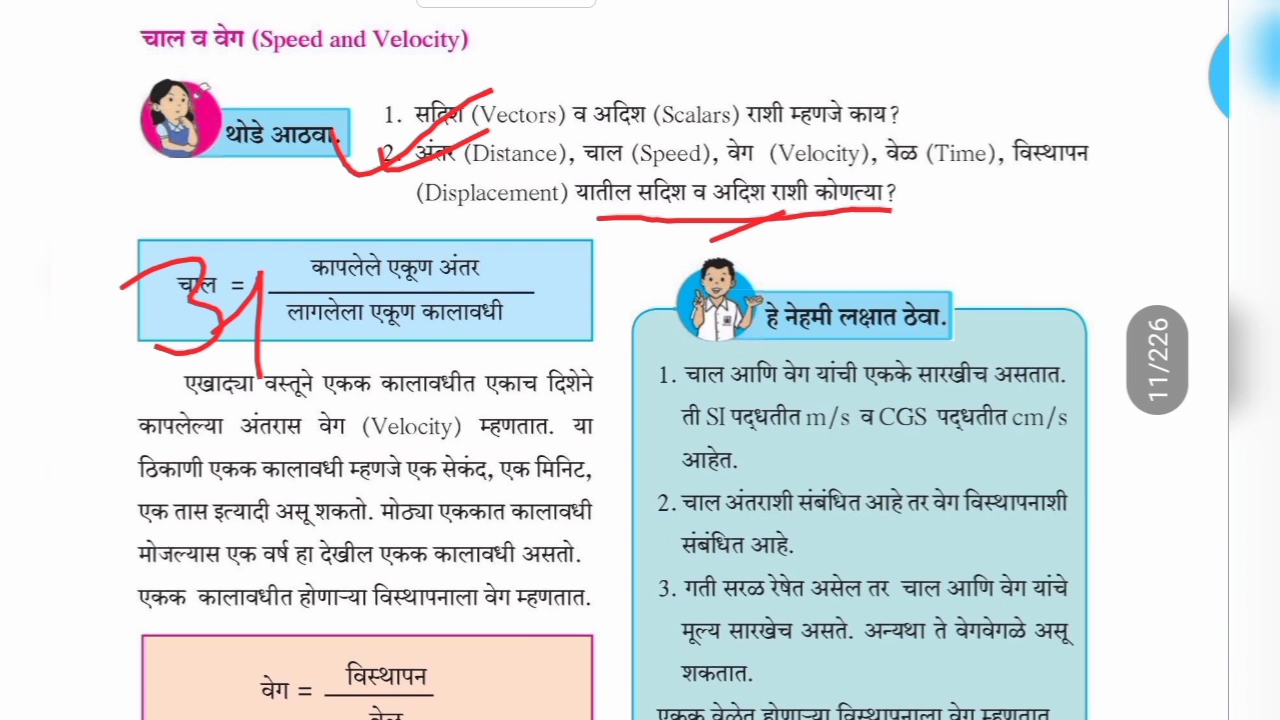 चाल व वेग (Speed and Velocity)
थोडे आठवा.
1. सदिश (Vectors) व अदिश (Scalars) राशी म्हणजे काय?
2. अंतर (Distance), चाल (Speed), वेग (Velocity), वेळ (Time), विस्थापन
(Displacement) यातील सदिश व अदिश राशी कोणत्या?
चाल = कापलेले एकूण अंतर
लागलेला एकूण कालावधी
एखाद्या वस्तूने एकक कालावधीत एकाच दिशेने
कापलेल्या अंतरास वेग (Velocity) म्हणतात. या
ठिकाणी एकक कालावधी म्हणजे एक सेकंद, एक मिनिट,
एक तास इत्यादी असू शकतो. मोठ्या एककात कालावधी
मोजल्यास एक वर्ष हा देखील एकक कालावधी असतो.
एकक कालावधीत होणाऱ्या विस्थापनाला वेग म्हणतात.
वेग = विस्थापन
वेळ
हे नेहमी लक्षात ठेवा.
1. चाल आणि वेग यांची एकके सारखीच असतात.
ती SI पद्धतीत m/s व CGS पद्धतीत cm/s
आहेत.
2. चाल अंतराशी संबंधित आहे तर वेग विस्थापनाशी
संबंधित आहे.
3. गती सरळ रेषेत असेल तर चाल आणि वेग यांचे
मूल्य सारखेच असते. अन्यथा ते वेगवेगळे असू
शकतात.
एकक वेळेत होणाऱ्या विस्थापनाला वेग म्हणतात
11/226